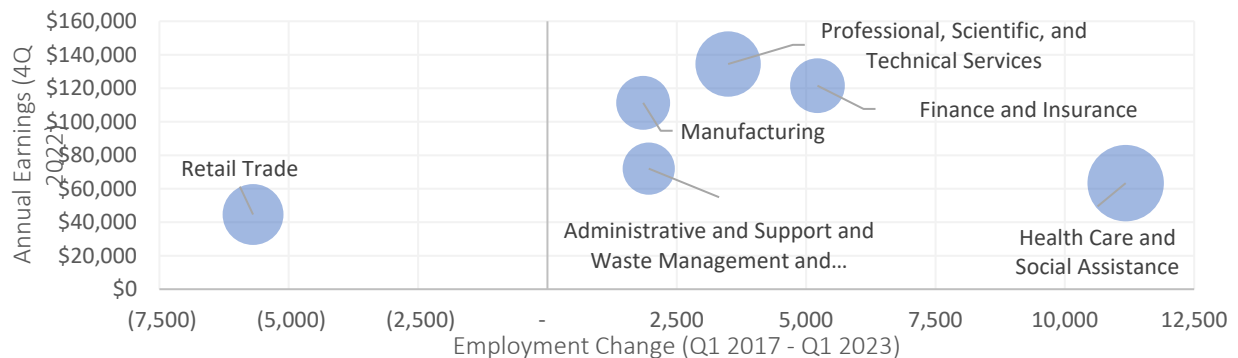 $160,000
$140,000
$120,000
$100,000
$80,000
$60,000
$40,000
$20,000
$0
Annual Earnings (4Q
2022)
Professional, Scientific, and
Technical Services
Finance and Insurance
Manufacturing
Retail Trade
Administrative and Support and
Waste Management and…
Health Care and
Social Assistance
(7,500)
(5,000)
(2,500)
-
2,500
5,000
7,500
10,000
12,500
Employment Change (Q1 2017 - Q1 2023)